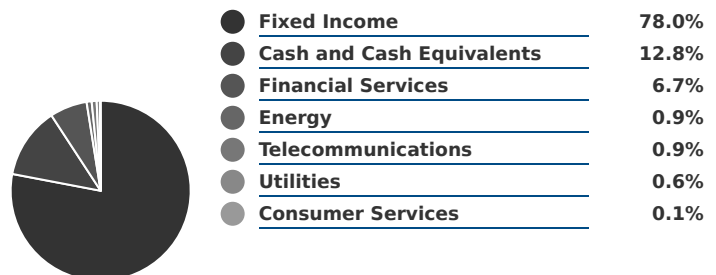 Fixed Income 78.0%
Cash and Cash Equivalents 12.8%
Financial Services 6.7%
Energy 0.9%
Telecommunications 0.9%
Utilities 0.6%
Consumer Services 0.1%